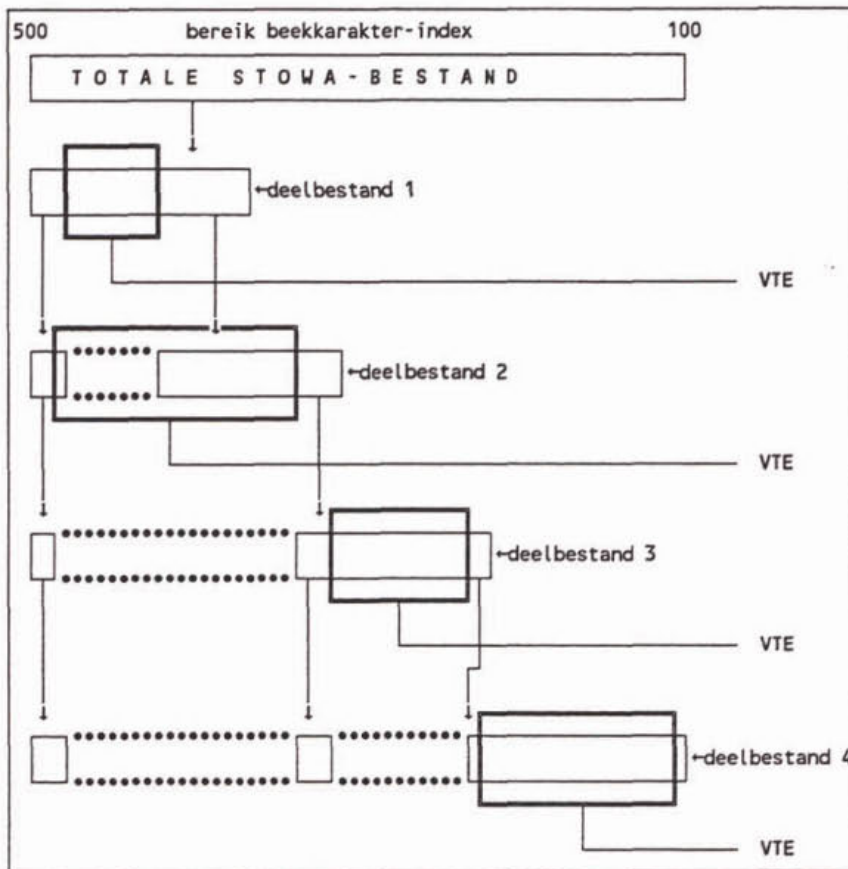 500 bereik beekkarakter-index 100
TOTALE STOWA-BESTAND
←deelbestand 1
VTE
←deelbestand 2
VTE
←deelbestand 3
VTE
←deelbestand 4
VTE